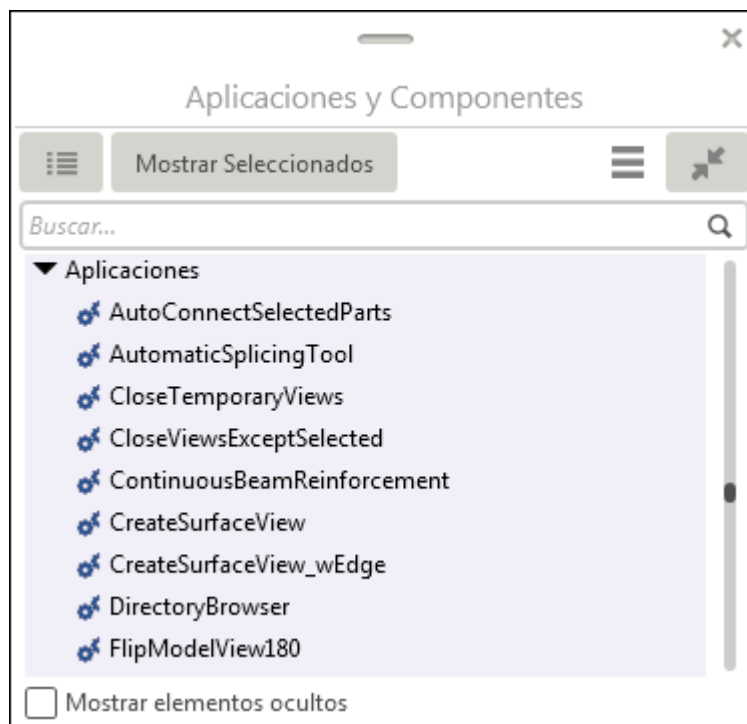 Aplicaciones y Componentes
Mostrar Seleccionados
Buscar...
Aplicaciones
AutoConnectSelectedParts
AutomaticSplicingTool
CloseTemporaryViews
CloseViewsExceptSelected
ContinuousBeamReinforcement
CreateSurfaceView
CreateSurfaceView_wEdge
DirectoryBrowser
FlipModelView180
Mostrar elementos ocultos